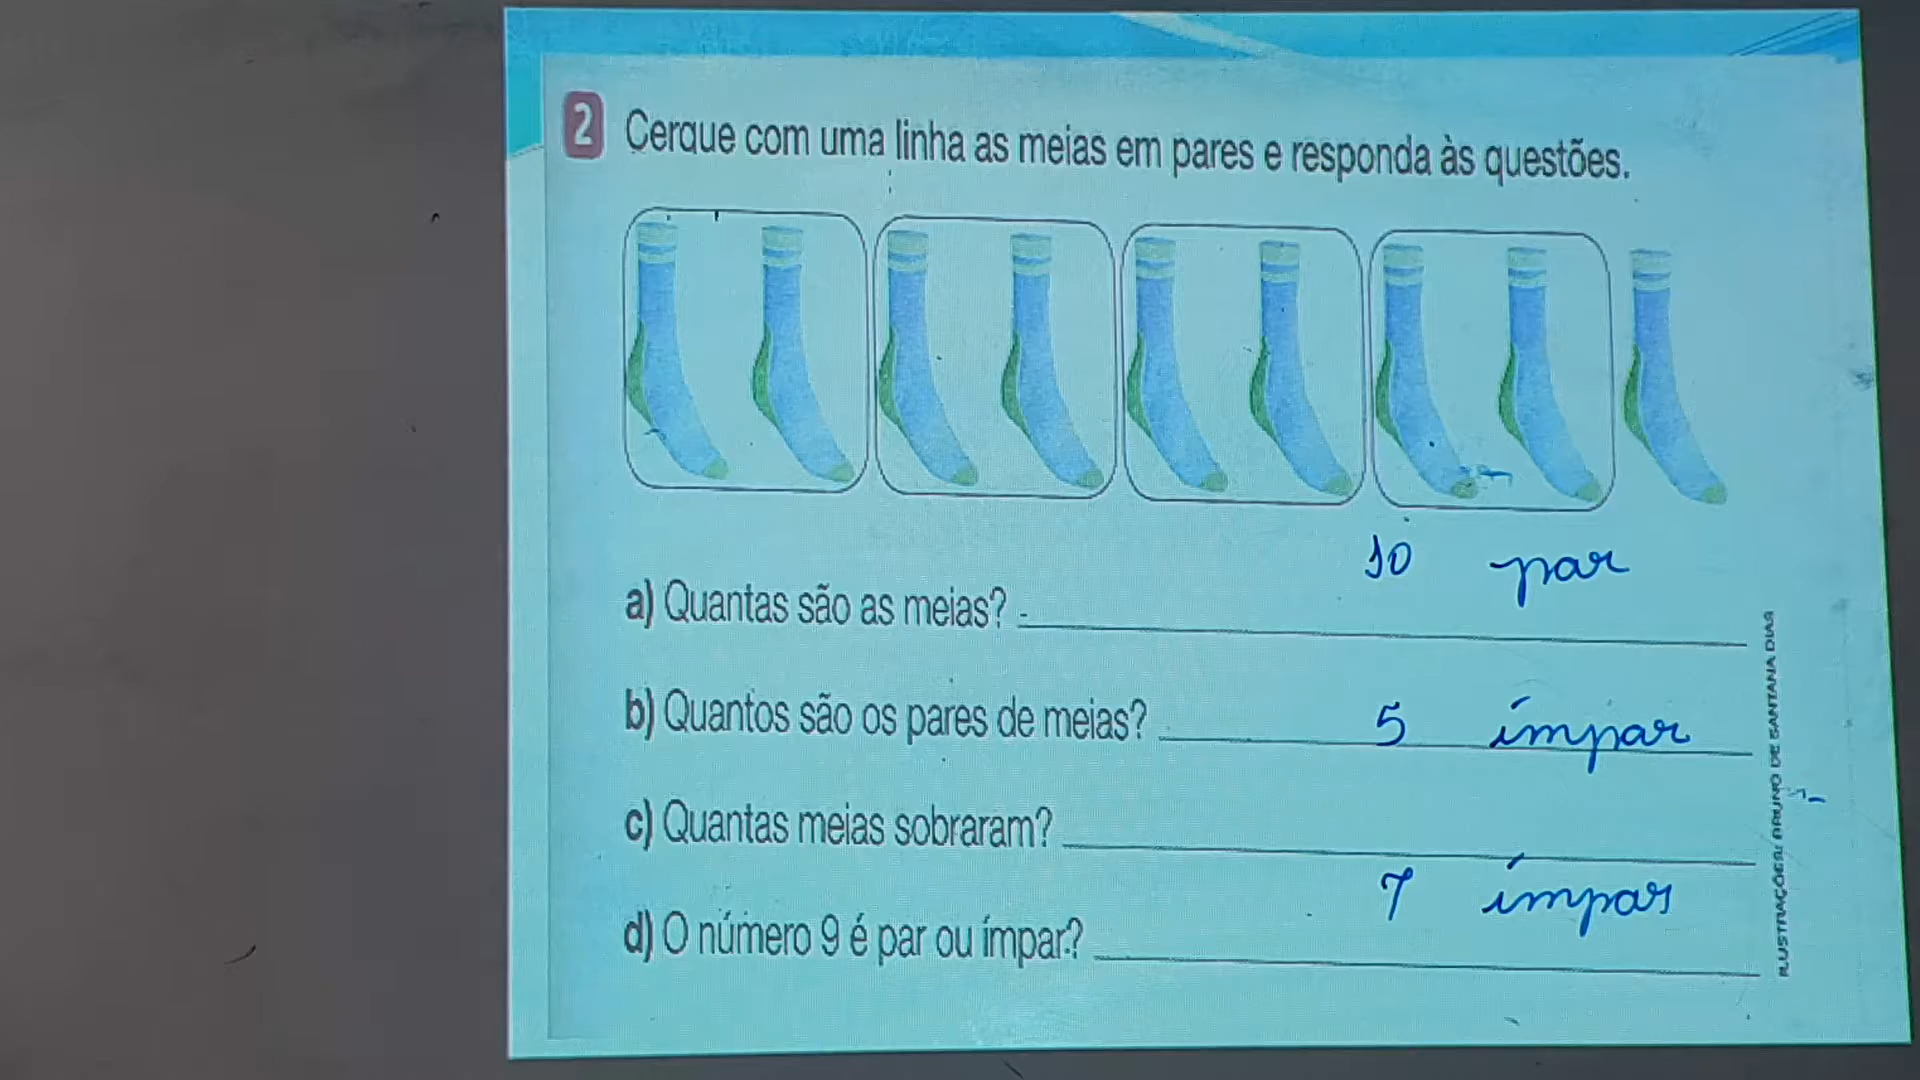 2 Cerque com uma linha as meias em pares e responda às questões.
10 par
a) Quantas são as meias?
b) Quantos são os pares de meias? 5 ímpar
c) Quantas meias sobraram?
7 ímpar
d) O número 9 é par ou ímpar?
ILUSTRAÇÕES: BRUNO DE SANTANA DIAS